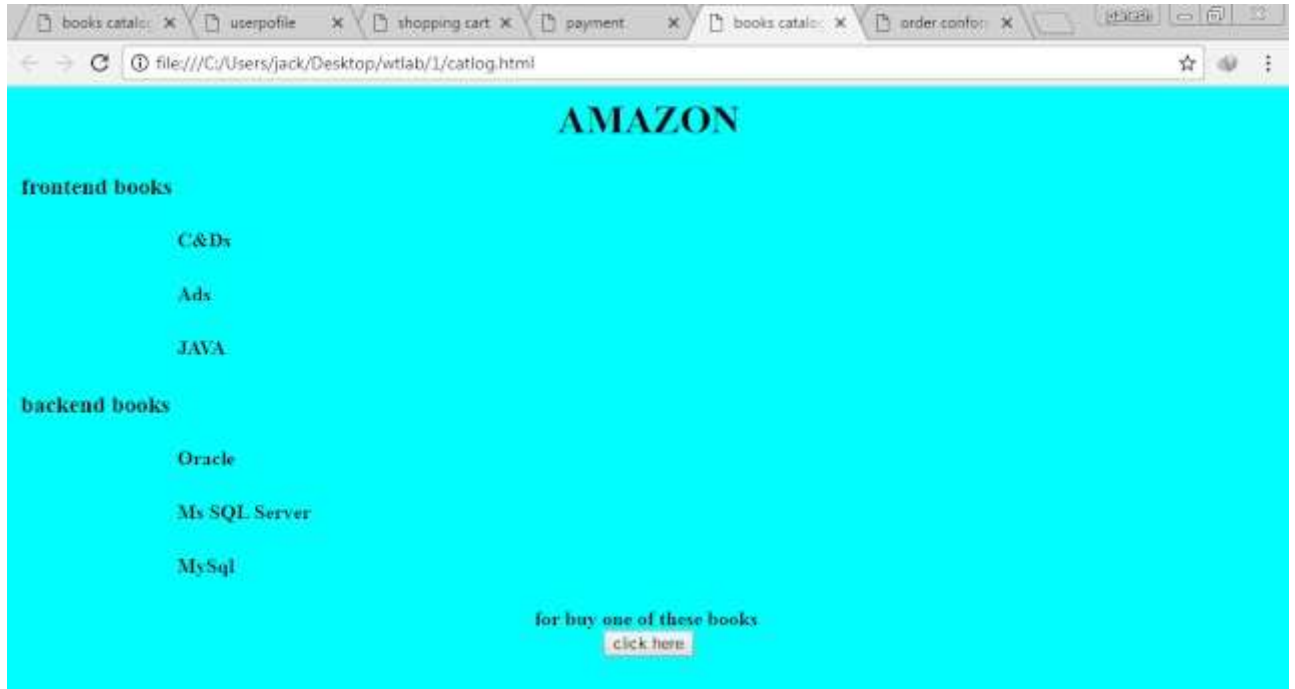 books catalo
userpofile
shopping cart
payment
books catalo
order confor
file:///C:/Users/jack/Desktop/wtlab/1/catlog.html
AMAZON
frontend books
C&Ds
Ads
JAVA
backend books
Oracle
Ms SQL Server
MySql
for buy one of these books
click here